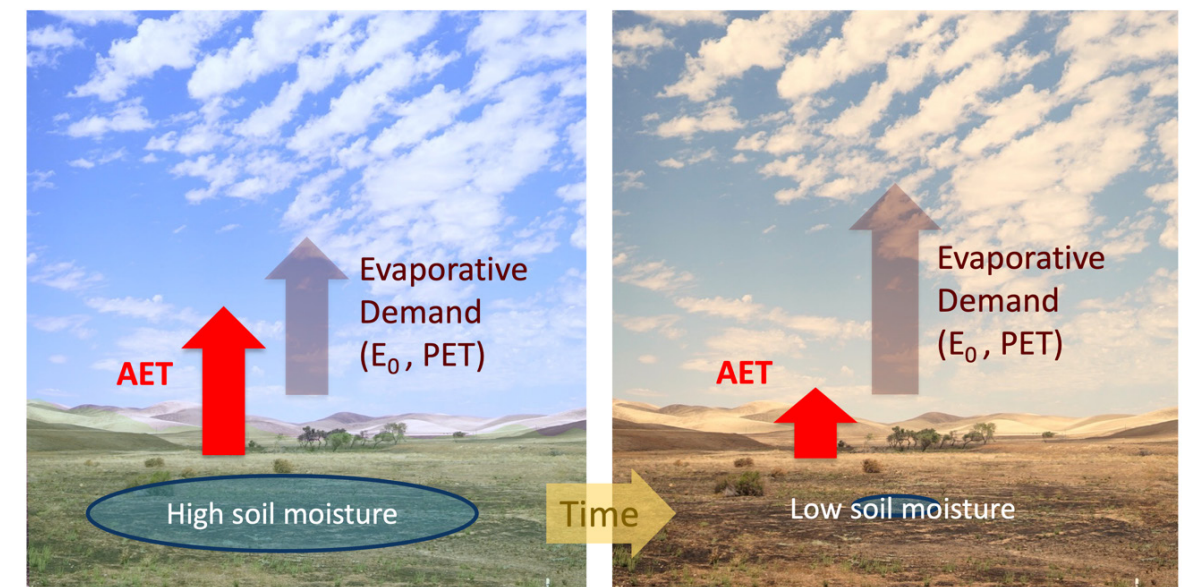 Evaporative
Demand
(E₀ , PET)
AET
High soil moisture
Time
Evaporative
Demand
(E₀ , PET)
AET
Low soil moisture